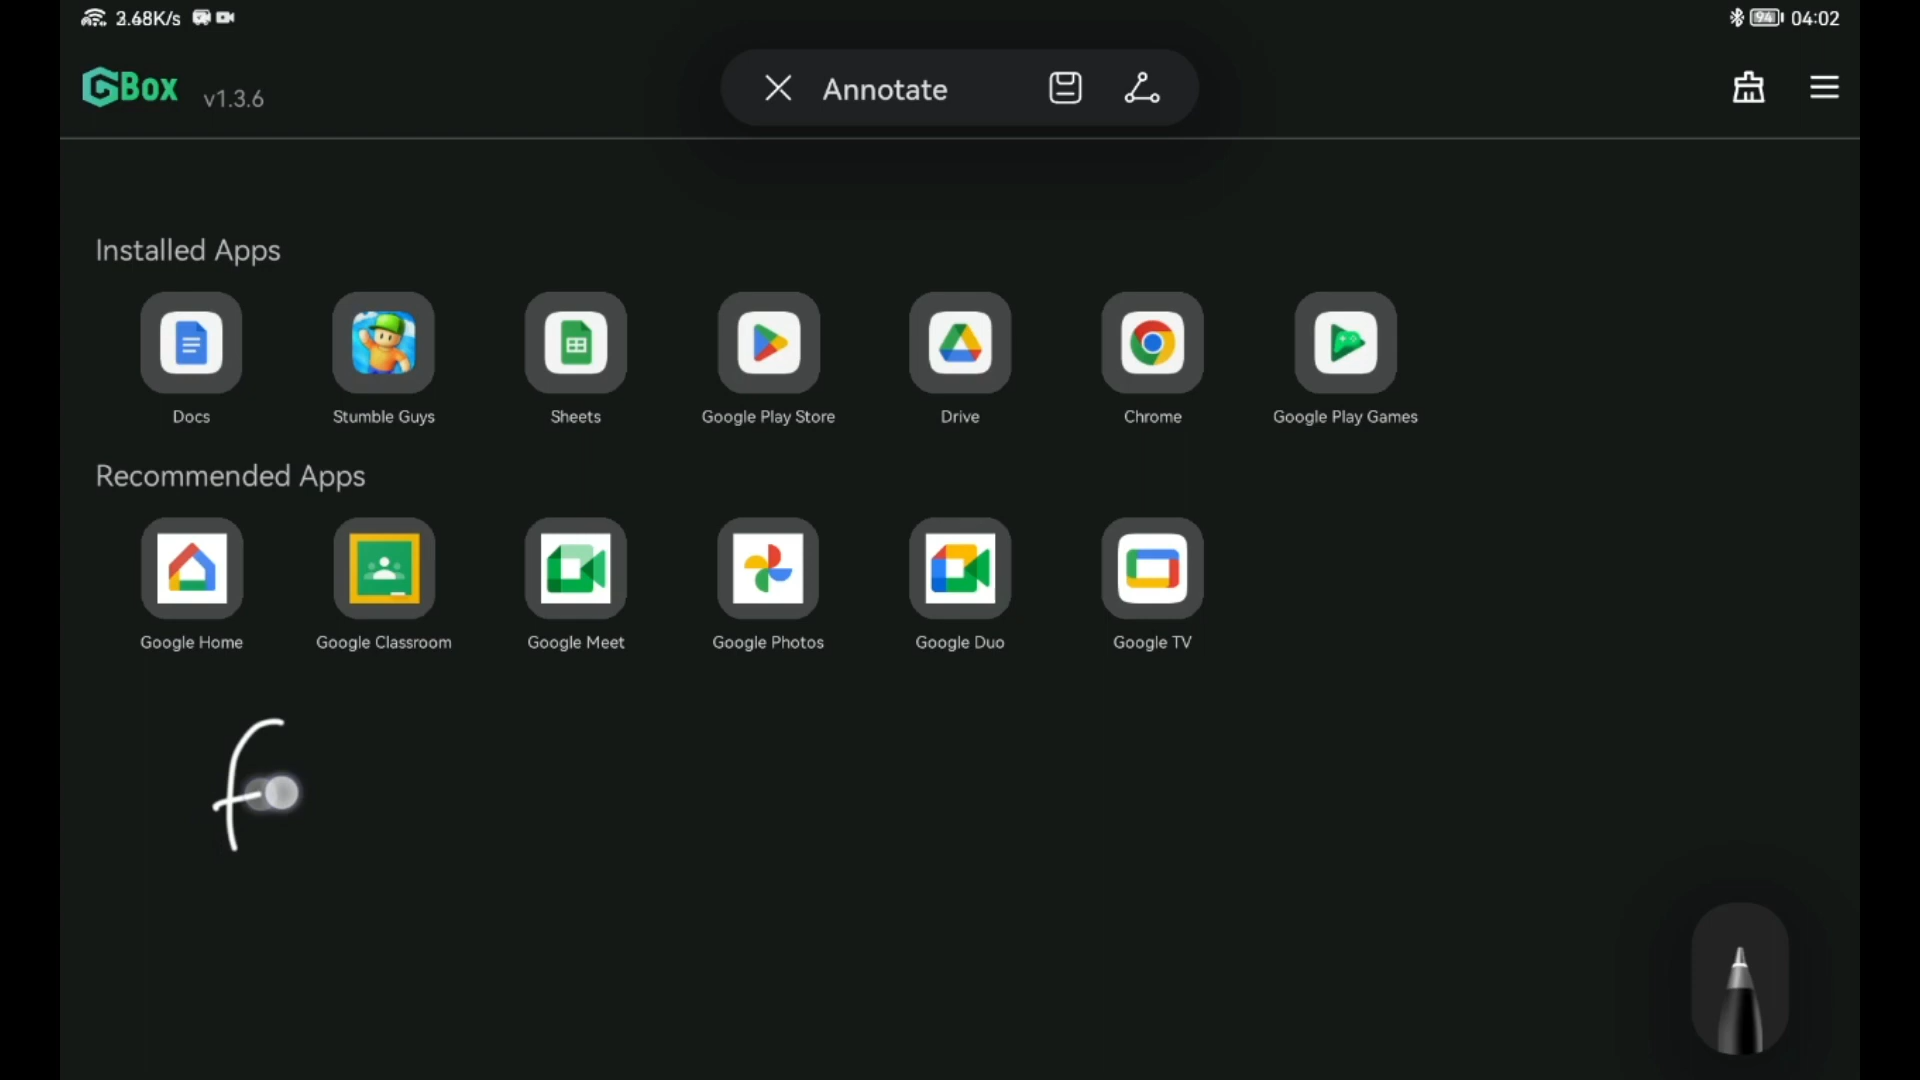 2.68K/s 94 04:02
GBox v1.3.6 Annotate
Installed Apps
Docs Stumble Guys Sheets Google Play Store Drive Chrome Google Play Games
Recommended Apps
Google Home Google Classroom Google Meet Google Photos Google Duo Google TV
f